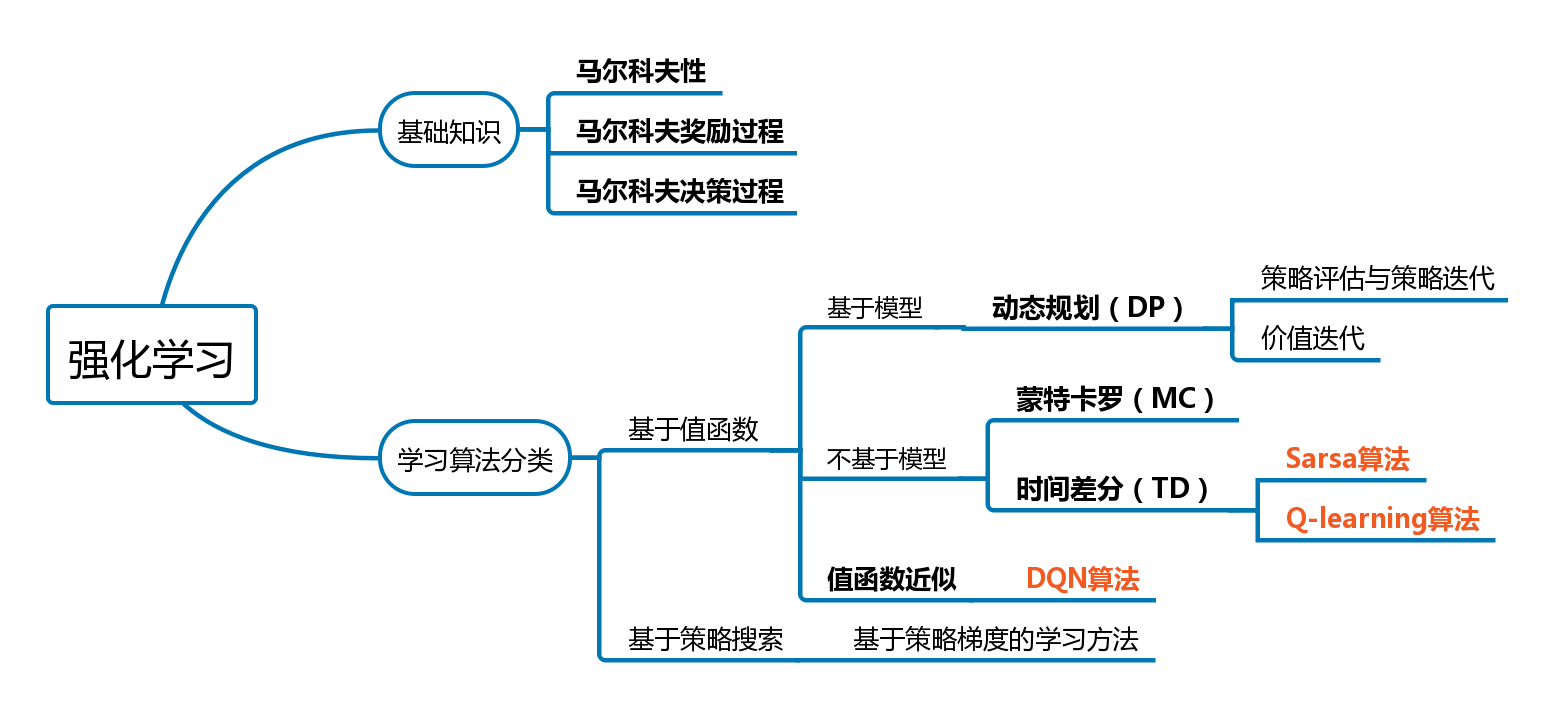 强化学习
基础知识
马尔科夫性
马尔科夫奖励过程
马尔科夫决策过程
学习算法分类
基于值函数
基于模型
动态规划（DP）
策略评估与策略迭代
价值迭代
不基于模型
蒙特卡罗（MC）
时间差分（TD）
Sarsa算法
Q-learning算法
值函数近似
DQN算法
基于策略搜索
基于策略梯度的学习方法